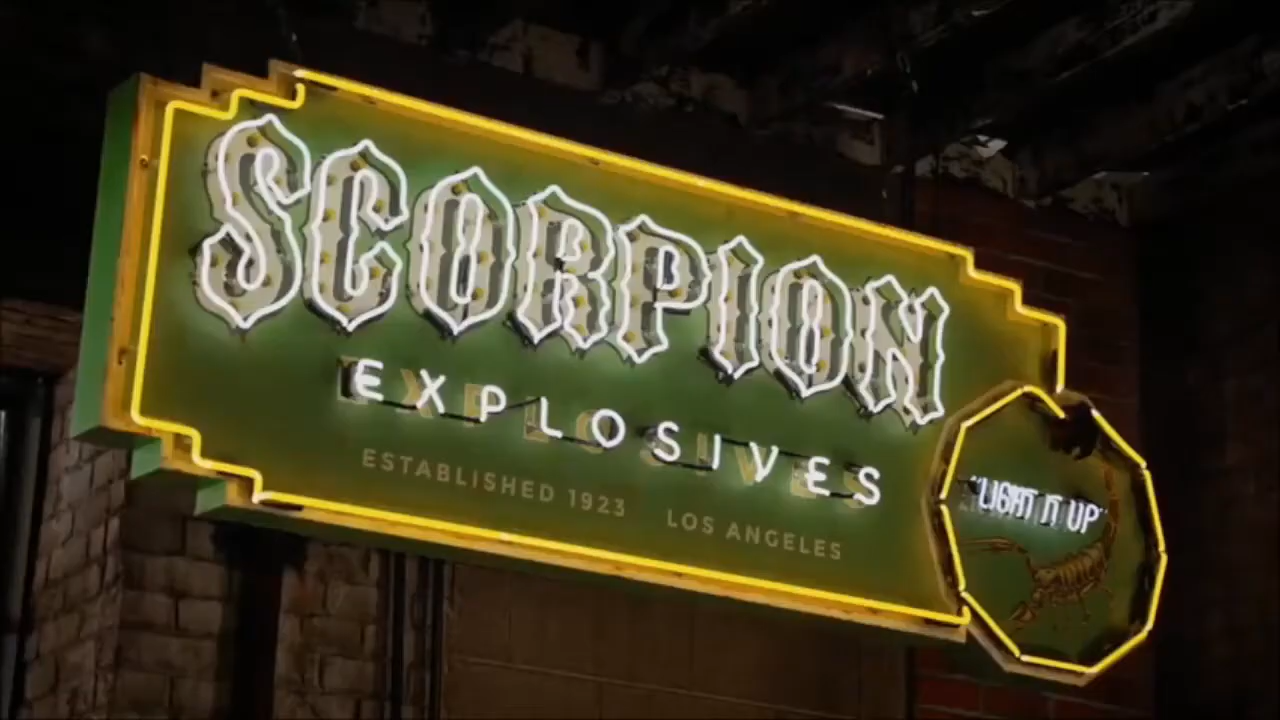 SCORPION
EXPLOSIVES
ESTABLISHED 1923 LOS ANGELES
"LIGHT IT UP"